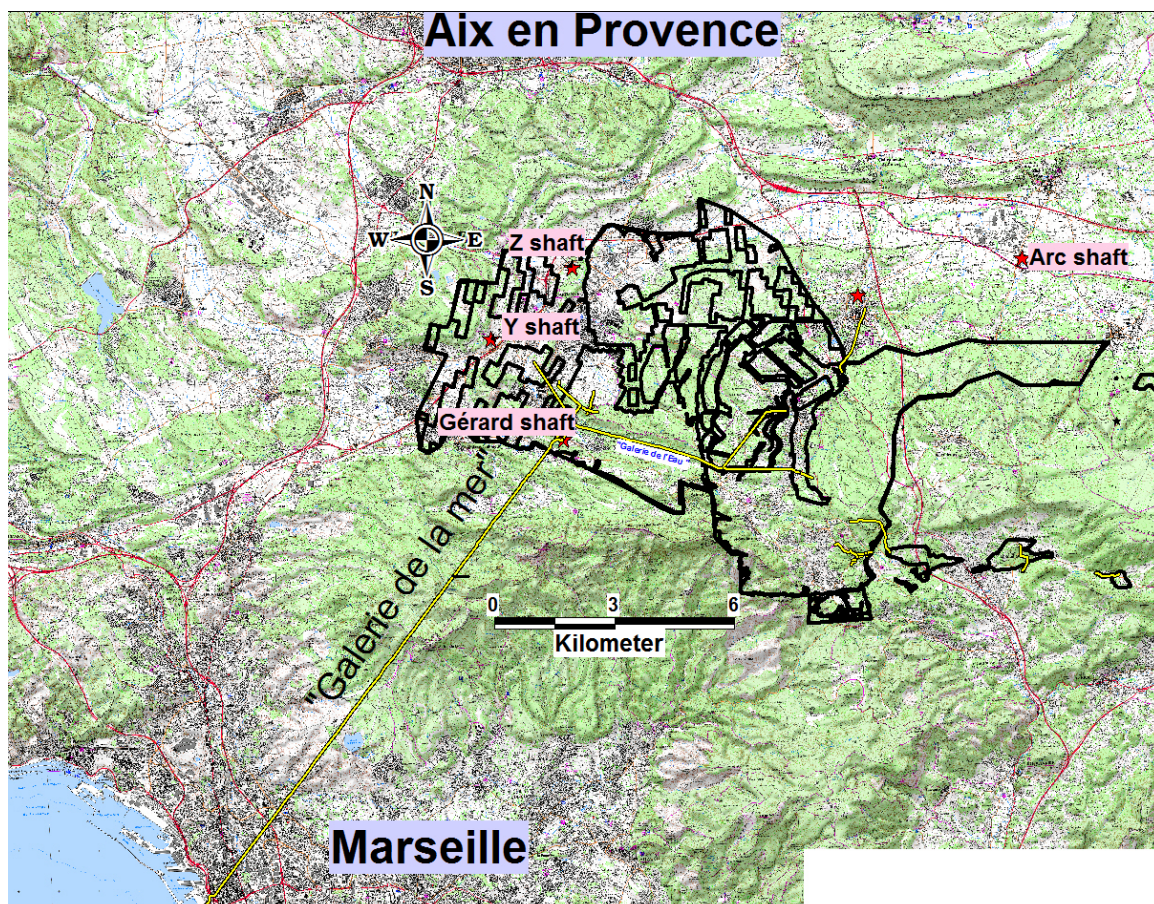 Aix en Provence
N
W E
S
Z shaft
Arc shaft
Y shaft
Gérard shaft
"Galerie de l'Eau"
"Galerie de la mer"
0 3 6
Kilometer
Marseille